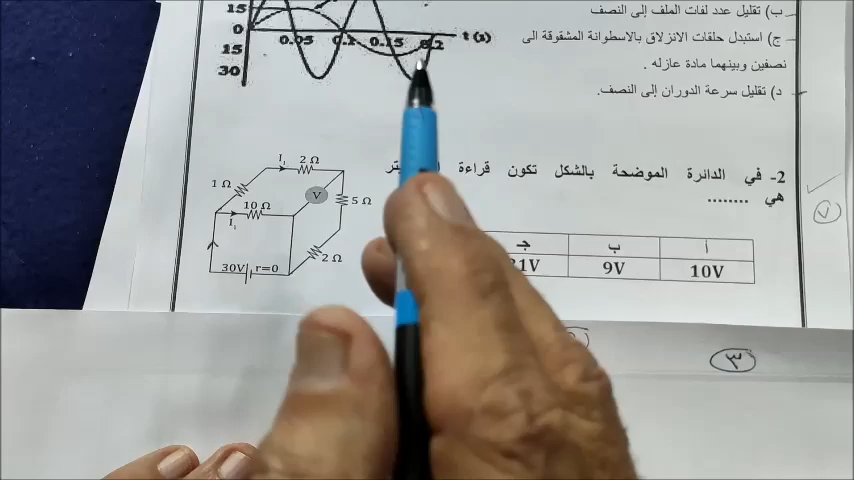 15
0
0.05
0.1
0.15
0.2
t (s)
15
30
ب) تقليل عدد لفات الملف إلى النصف
ج) استبدل حلقات الانزلاق بالاسطوانة المشقوقة الى
نصفين وبينهما مادة عازله .
د) تقليل سرعة الدوران إلى النصف.
2- في الدائرة الموضحة بالشكل تكون قراءة
هي ........
أ
ب
جـ
10V
9V
I₁
2 Ω
1 Ω
V
5 Ω
10 Ω
2 Ω
30V
r=0
٧
٣